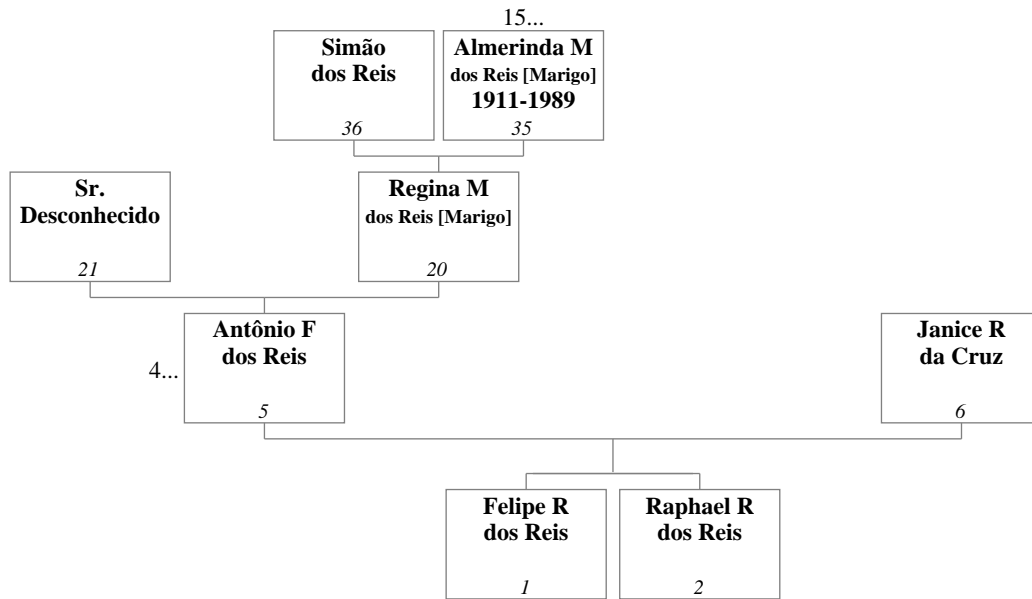 15...
Simão
dos Reis
36
Almerinda M
dos Reis [Marigo]
1911-1989
35
Sr.
Desconhecido
21
Regina M
dos Reis [Marigo]
20
4...
Antônio F
dos Reis
5
Janice R
da Cruz
6
Felipe R
dos Reis
1
Raphael R
dos Reis
2